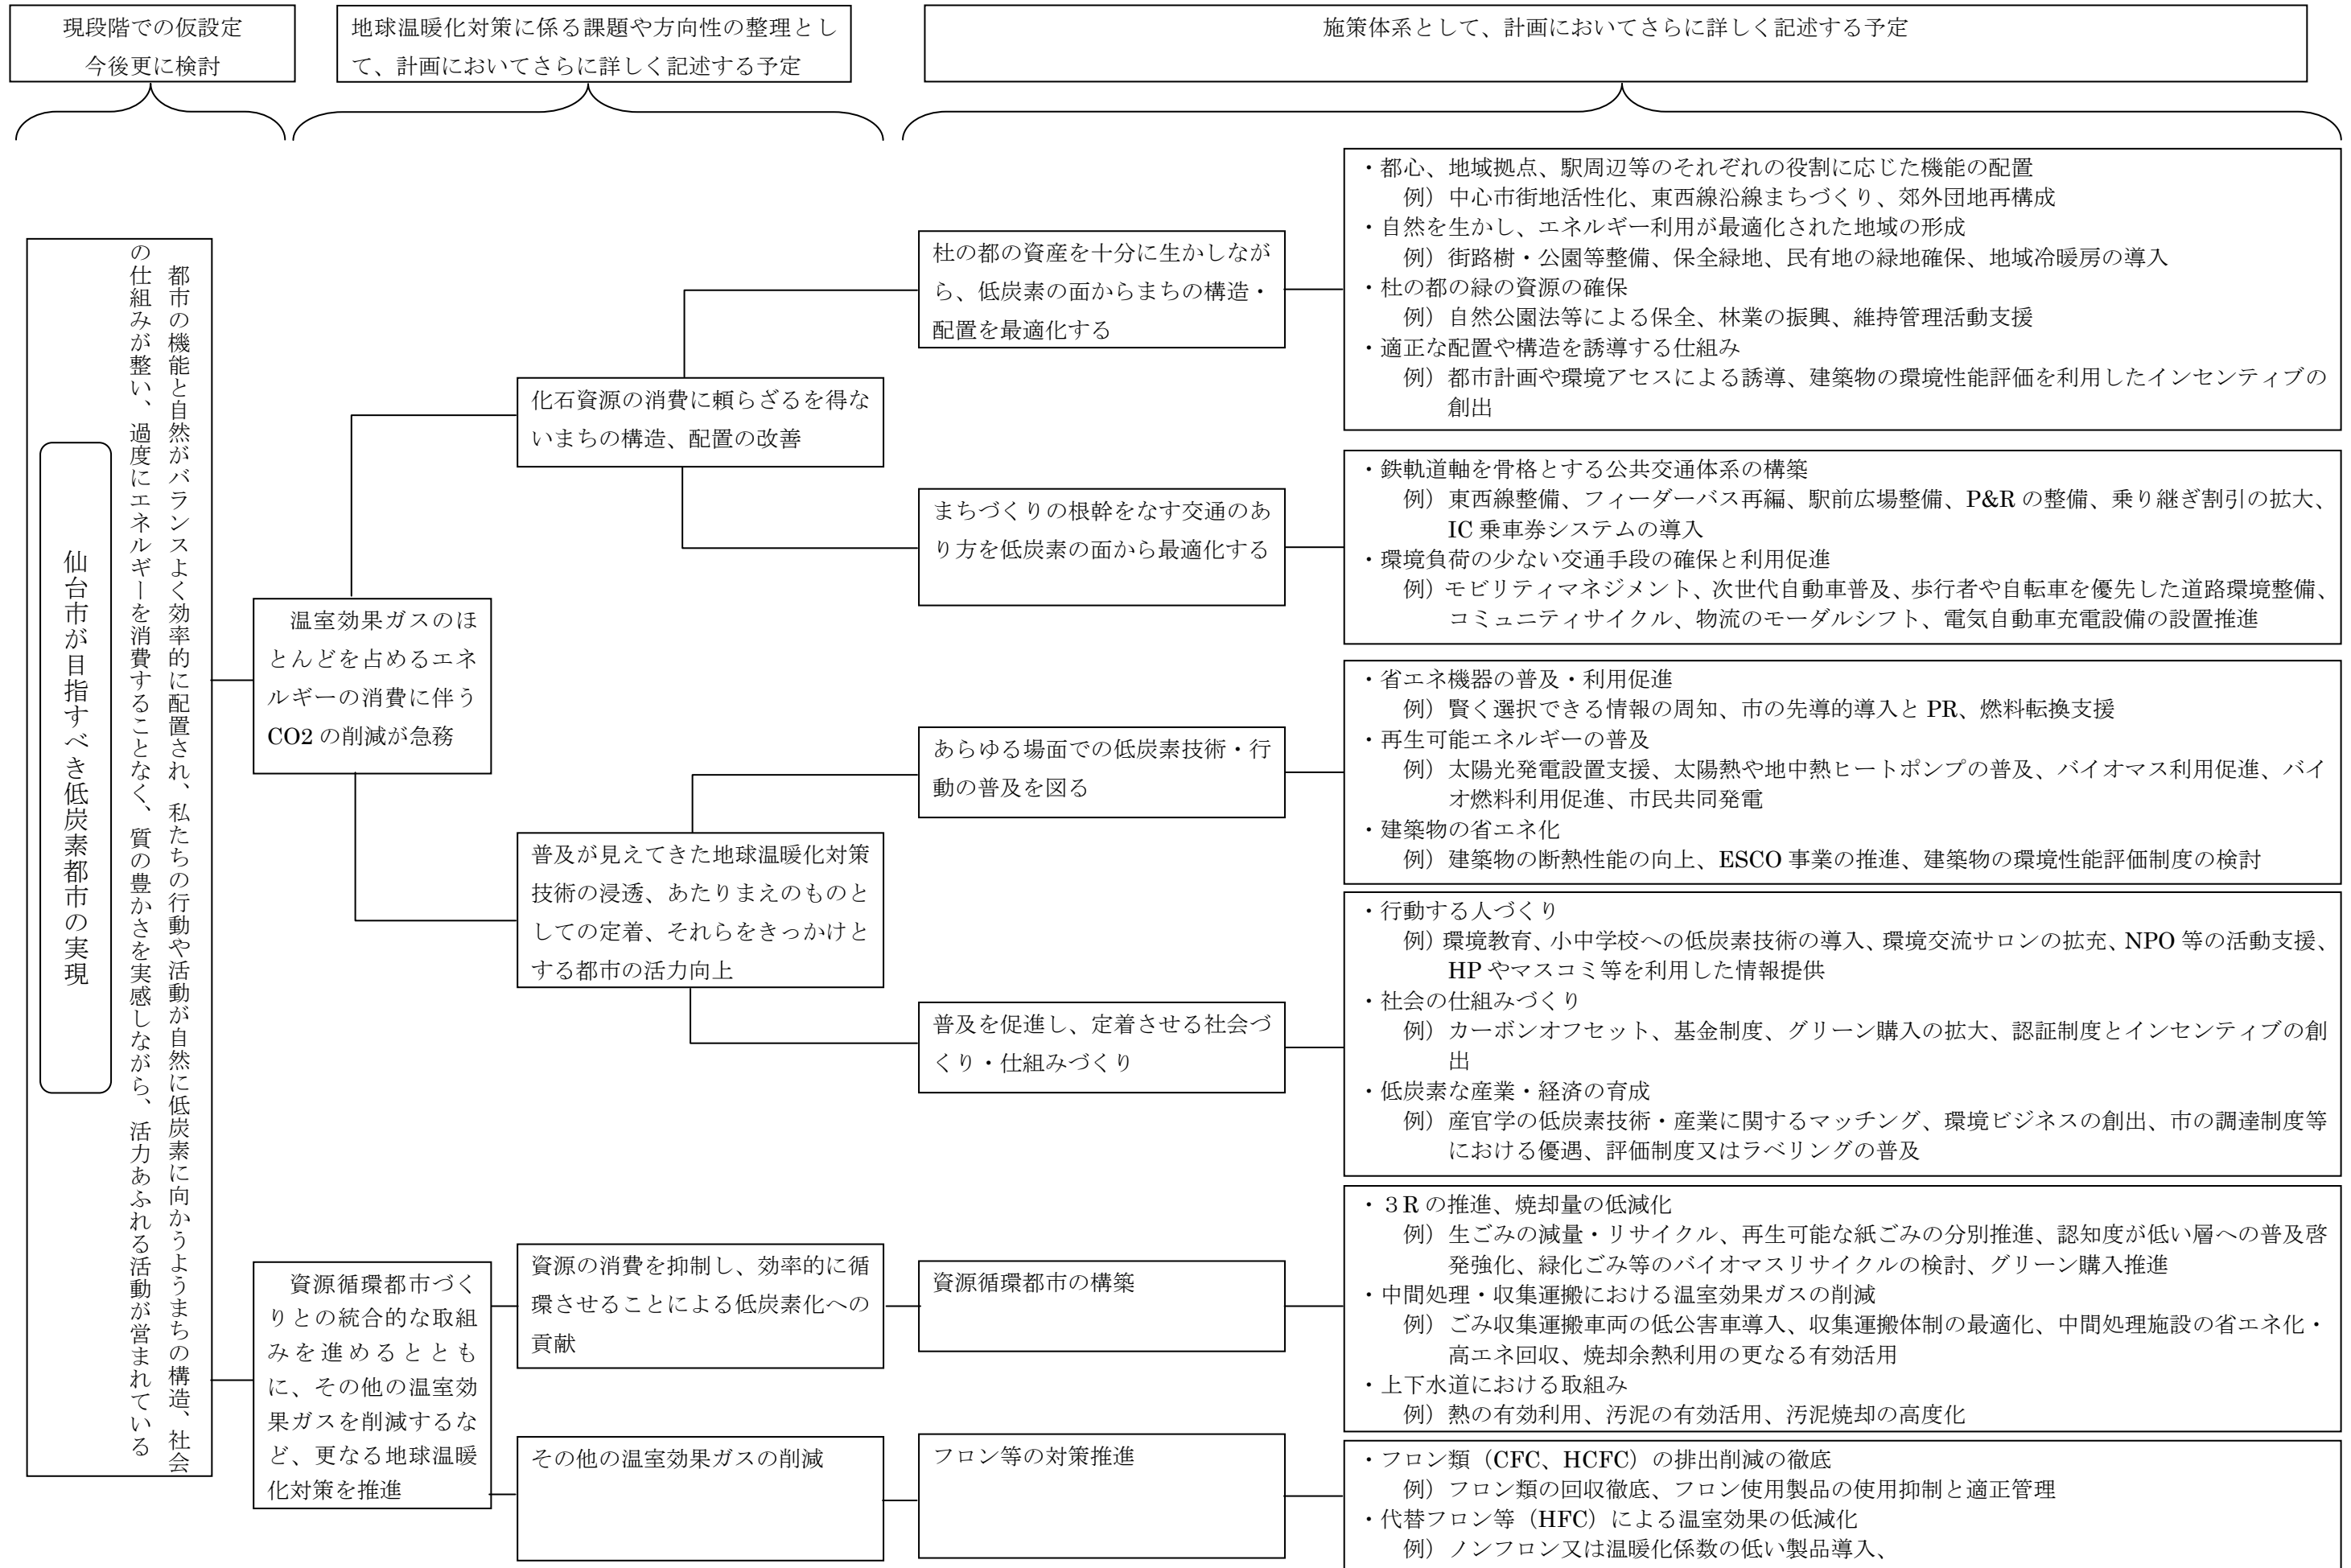 現段階での仮設定
今後更に検討
地球温暖化対策に係る課題や方向性の整理とし
て、計画においてさらに詳しく記述する予定
施策体系として、計画においてさらに詳しく記述する予定
都市の機能と自然がバランスよく効率的に配置され、私たちの行動や活動が自然に低炭素に向かうようまちの構造、社会
の仕組みが整い、過度にエネルギーを消費することなく、質の豊かさを実感しながら、活力あふれる活動が営まれている
仙台市が目指すべき低炭素都市の実現
温室効果ガスのほ
とんどを占めるエネ
ルギーの消費に伴う
CO2 の削減が急務
化石資源の消費に頼らざるを得な
いまちの構造、配置の改善
杜の都の資産を十分に生かしなが
ら、低炭素の面からまちの構造・
配置を最適化する
・都心、地域拠点、駅周辺等のそれぞれの役割に応じた機能の配置
例）中心市街地活性化、東西線沿線まちづくり、郊外団地再構成
・自然を生かし、エネルギー利用が最適化された地域の形成
例）街路樹・公園等整備、保全緑地、民有地の緑地確保、地域冷暖房の導入
・杜の都の緑の資源の確保
例）自然公園法等による保全、林業の振興、維持管理活動支援
・適正な配置や構造を誘導する仕組み
例）都市計画や環境アセスによる誘導、建築物の環境性能評価を利用したインセンティブの
創出
まちづくりの根幹をなす交通のあ
り方を低炭素の面から最適化する
・鉄軌道軸を骨格とする公共交通体系の構築
例）東西線整備、フィーダーバス再編、駅前広場整備、P&R の整備、乗り継ぎ割引の拡大、
IC 乗車券システムの導入
・環境負荷の少ない交通手段の確保と利用促進
例）モビリティマネジメント、次世代自動車普及、歩行者や自転車を優先した道路環境整備、
コミュニティサイクル、物流のモーダルシフト、電気自動車充電設備の設置推進
普及が見えてきた地球温暖化対策
技術の浸透、あたりまえのものと
しての定着、それらをきっかけと
する都市の活力向上
あらゆる場面での低炭素技術・行
動の普及を図る
・省エネ機器の普及・利用促進
例）賢く選択できる情報の周知、市の先導的導入と PR、燃料転換支援
・再生可能エネルギーの普及
例）太陽光発電設置支援、太陽熱や地中熱ヒートポンプの普及、バイオマス利用促進、バイ
オ燃料利用促進、市民共同発電
・建築物の省エネ化
例）建築物の断熱性能の向上、ESCO 事業の推進、建築物の環境性能評価制度の検討
普及を促進し、定着させる社会づ
くり・仕組みづくり
・行動する人づくり
例）環境教育、小中学校への低炭素技術の導入、環境交流サロンの拡充、NPO 等の活動支援、
HP やマスコミ等を利用した情報提供
・社会の仕組みづくり
例）カーボンオフセット、基金制度、グリーン購入の拡大、認証制度とインセンティブの創
出
・低炭素な産業・経済の育成
例）産官学の低炭素技術・産業に関するマッチング、環境ビジネスの創出、市の調達制度等
における優遇、評価制度又はラベリングの普及
資源循環都市づく
りとの統合的な取組
みを進めるととも
に、その他の温室効
果ガスを削減するな
ど、更なる地球温暖
化対策を推進
資源の消費を抑制し、効率的に循
環させることによる低炭素化への
貢献
資源循環都市の構築
・３R の推進、焼却量の低減化
例）生ごみの減量・リサイクル、再生可能な紙ごみの分別推進、認知度が低い層への普及啓
発強化、緑化ごみ等のバイオマスリサイクルの検討、グリーン購入推進
・中間処理・収集運搬における温室効果ガスの削減
例）ごみ収集運搬車両の低公害車導入、収集運搬体制の最適化、中間処理施設の省エネ化・
高エネ回収、焼却余熱利用の更なる有効活用
・上下水道における取組み
例）熱の有効利用、汚泥の有効活用、汚泥焼却の高度化
その他の温室効果ガスの削減
フロン等の対策推進
・フロン類（CFC、HCFC）の排出削減の徹底
例）フロン類の回収徹底、フロン使用製品の使用抑制と適正管理
・代替フロン等（HFC）による温室効果の低減化
例）ノンフロン又は温暖化係数の低い製品導入、